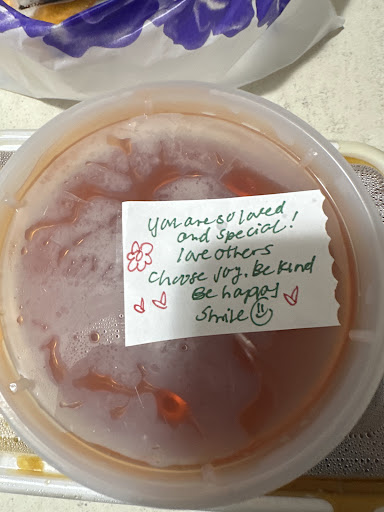 You are so loved
and special!
love others
Choose Joy. Be Kind
Be happy
Smile